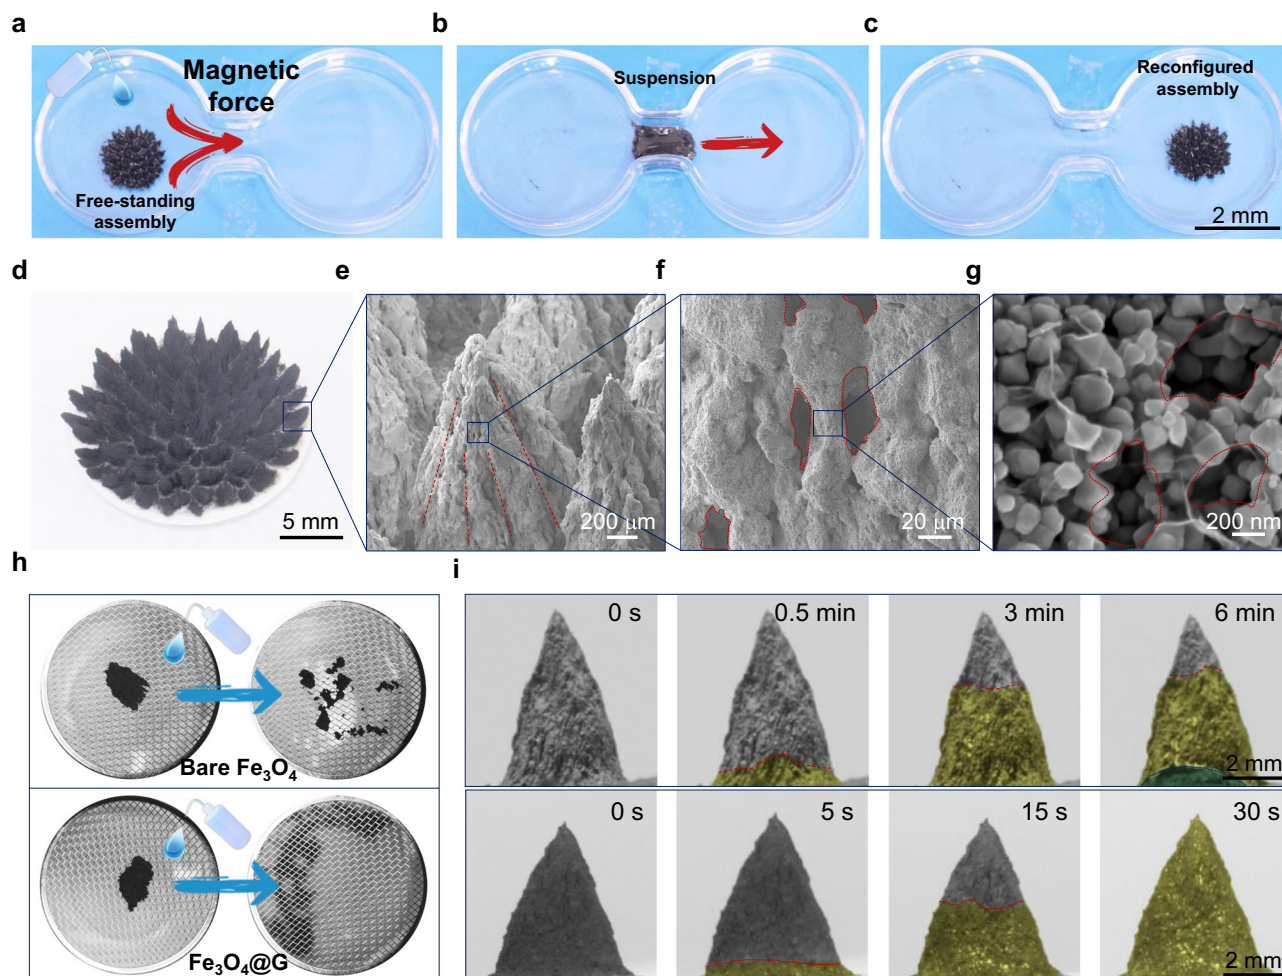 a
b
c
Magnetic
force
Free-standing
assembly
Suspension
Reconfigured
assembly
2 mm
d
e
f
g
5 mm
200 μm
20 μm
200 nm
h
i
Bare Fe₃O₄
Fe₃O₄@G
0 s
0.5 min
3 min
6 min
2 mm
0 s
5 s
15 s
30 s
2 mm